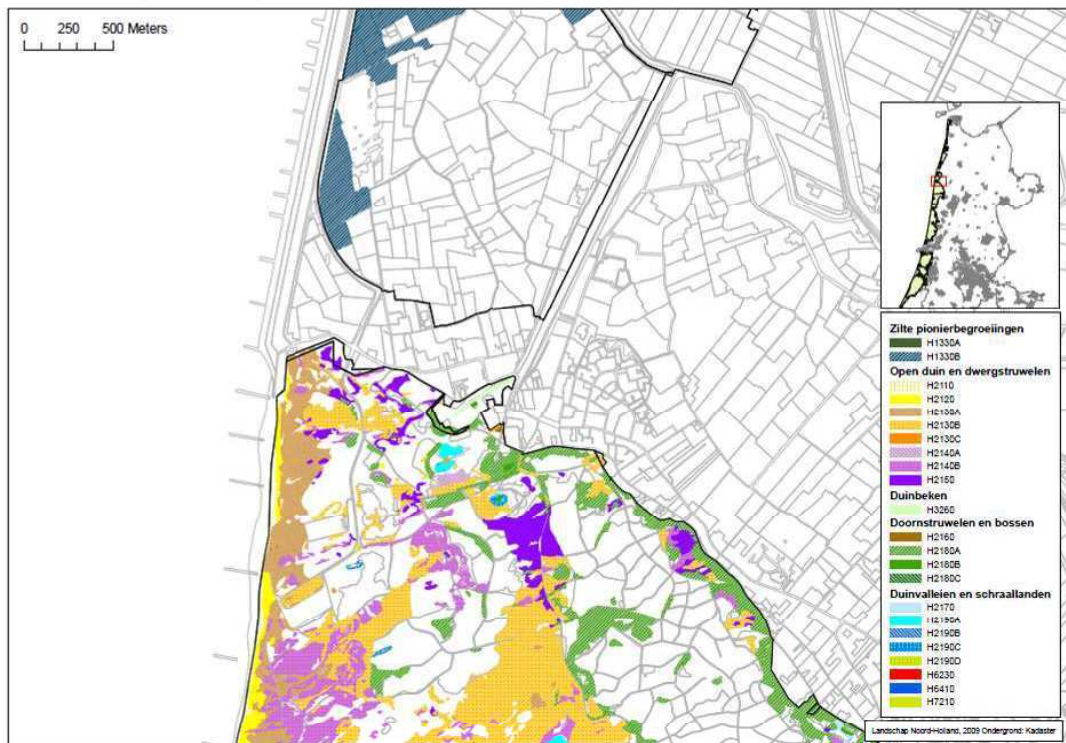 0 250 500 Meters
Zilte pionierbegroeiingen
H1330A
H1330B
Open duin en dwergstruwelen
H2110
H2120
H2130A
H2130B
H2130C
H2140A
H2140B
H2150
Duinbeken
H3260
Doornstruwelen en bossen
H2160
H2180A
H2180B
H2180C
Duinvalleien en schraallanden
H2170
H2190A
H2190B
H2190C
H2190D
H6230
H6410
H7210
Landschap Noord-Holland, 2009 Ondergrond: Kadaster